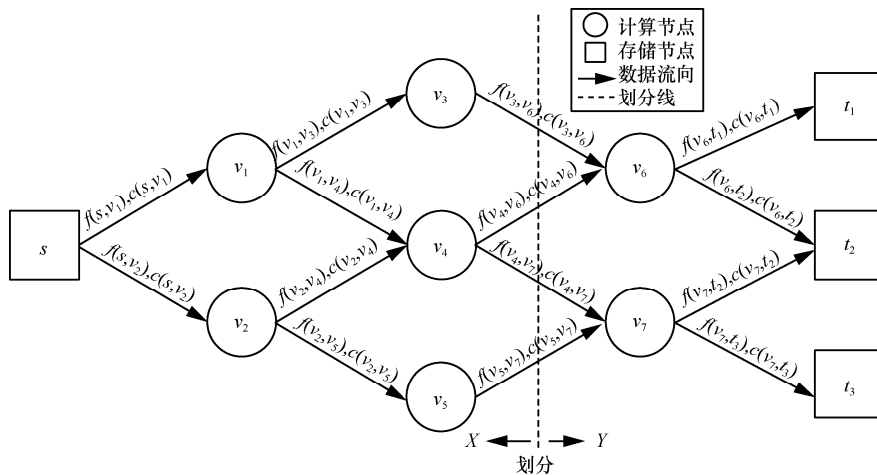 计算节点
存储节点
数据流向
划分线
s
v1
v2
v3
v4
v5
v6
v7
t1
t2
t3
f(s,v1),c(s,v1)
f(s,v2),c(s,v2)
f(v1,v3),c(v1,v3)
f(v1,v4),c(v1,v4)
f(v2,v4),c(v2,v4)
f(v2,v5),c(v2,v5)
f(v3,v6),c(v3,v6)
f(v4,v6),c(v4,v6)
f(v4,v7),c(v4,v7)
f(v5,v7),c(v5,v7)
f(v6,t1),c(v6,t1)
f(v6,t2),c(v6,t2)
f(v7,t2),c(v7,t2)
f(v7,t3),c(v7,t3)
X
Y
划分